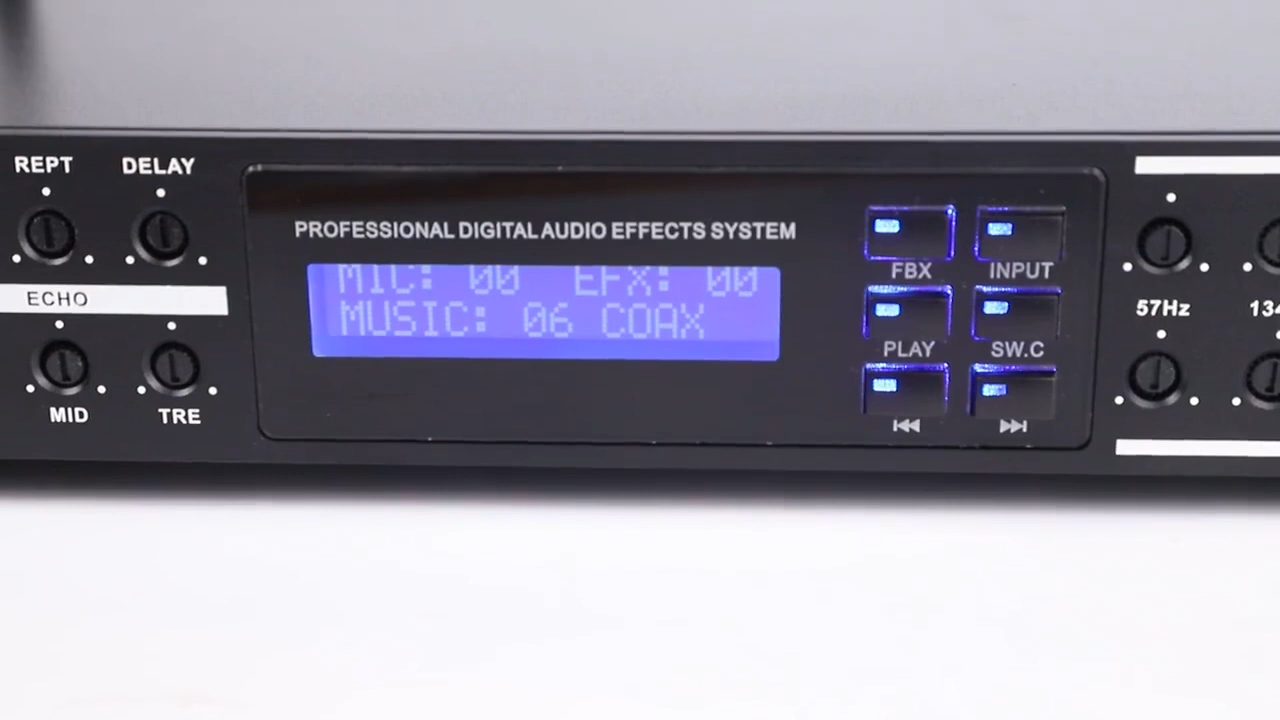 REPT DELAY
ECHO
MID TRE
PROFESSIONAL DIGITAL AUDIO EFFECTS SYSTEM
MIC: 00 EFX: 00
MUSIC: 06 COAX
FBX INPUT
PLAY SW.C
57Hz